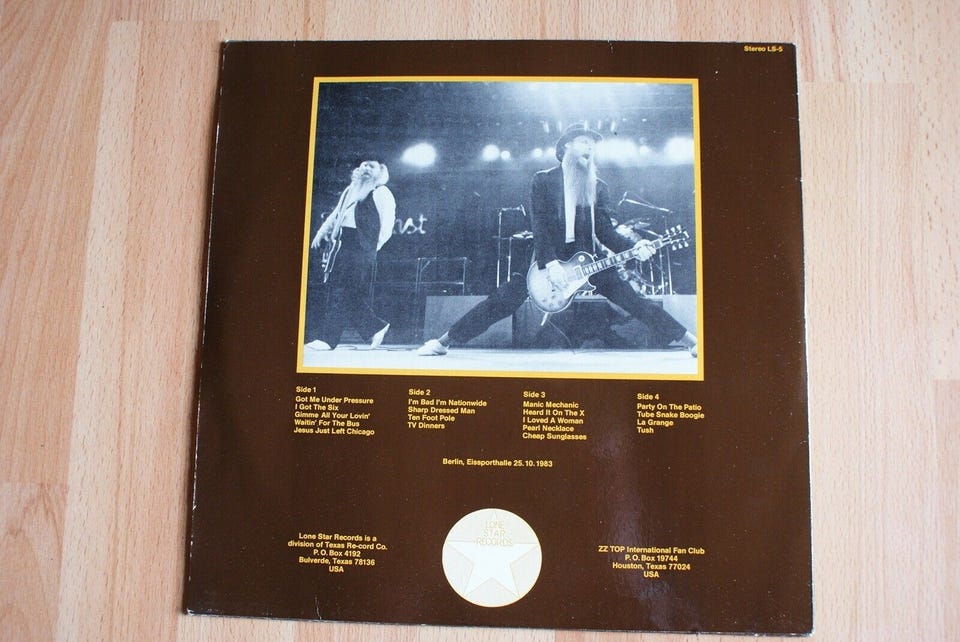 Stereo LS-5
Side 1
Got Me Under Pressure
I Got The Six
Gimme All Your Lovin'
Waitin' For The Bus
Jesus Just Left Chicago
Side 2
I'm Bad I'm Nationwide
Sharp Dressed Man
Ten Foot Pole
TV Dinners
Side 3
Manic Mechanic
Heard It On The X
I Loved A Woman
Pearl Necklace
Cheap Sunglasses
Side 4
Party On The Patio
Tube Snake Boogie
La Grange
Tush
Berlin, Eissporthalle 25.10.1983
Lone Star Records is a
division of Texas Re-cord Co.
P.O. Box 4192
Bulverde, Texas 78136
USA
LONE
STAR
RECORDS
ZZ TOP International Fan Club
P.O. Box 19744
Houston, Texas 77024
USA